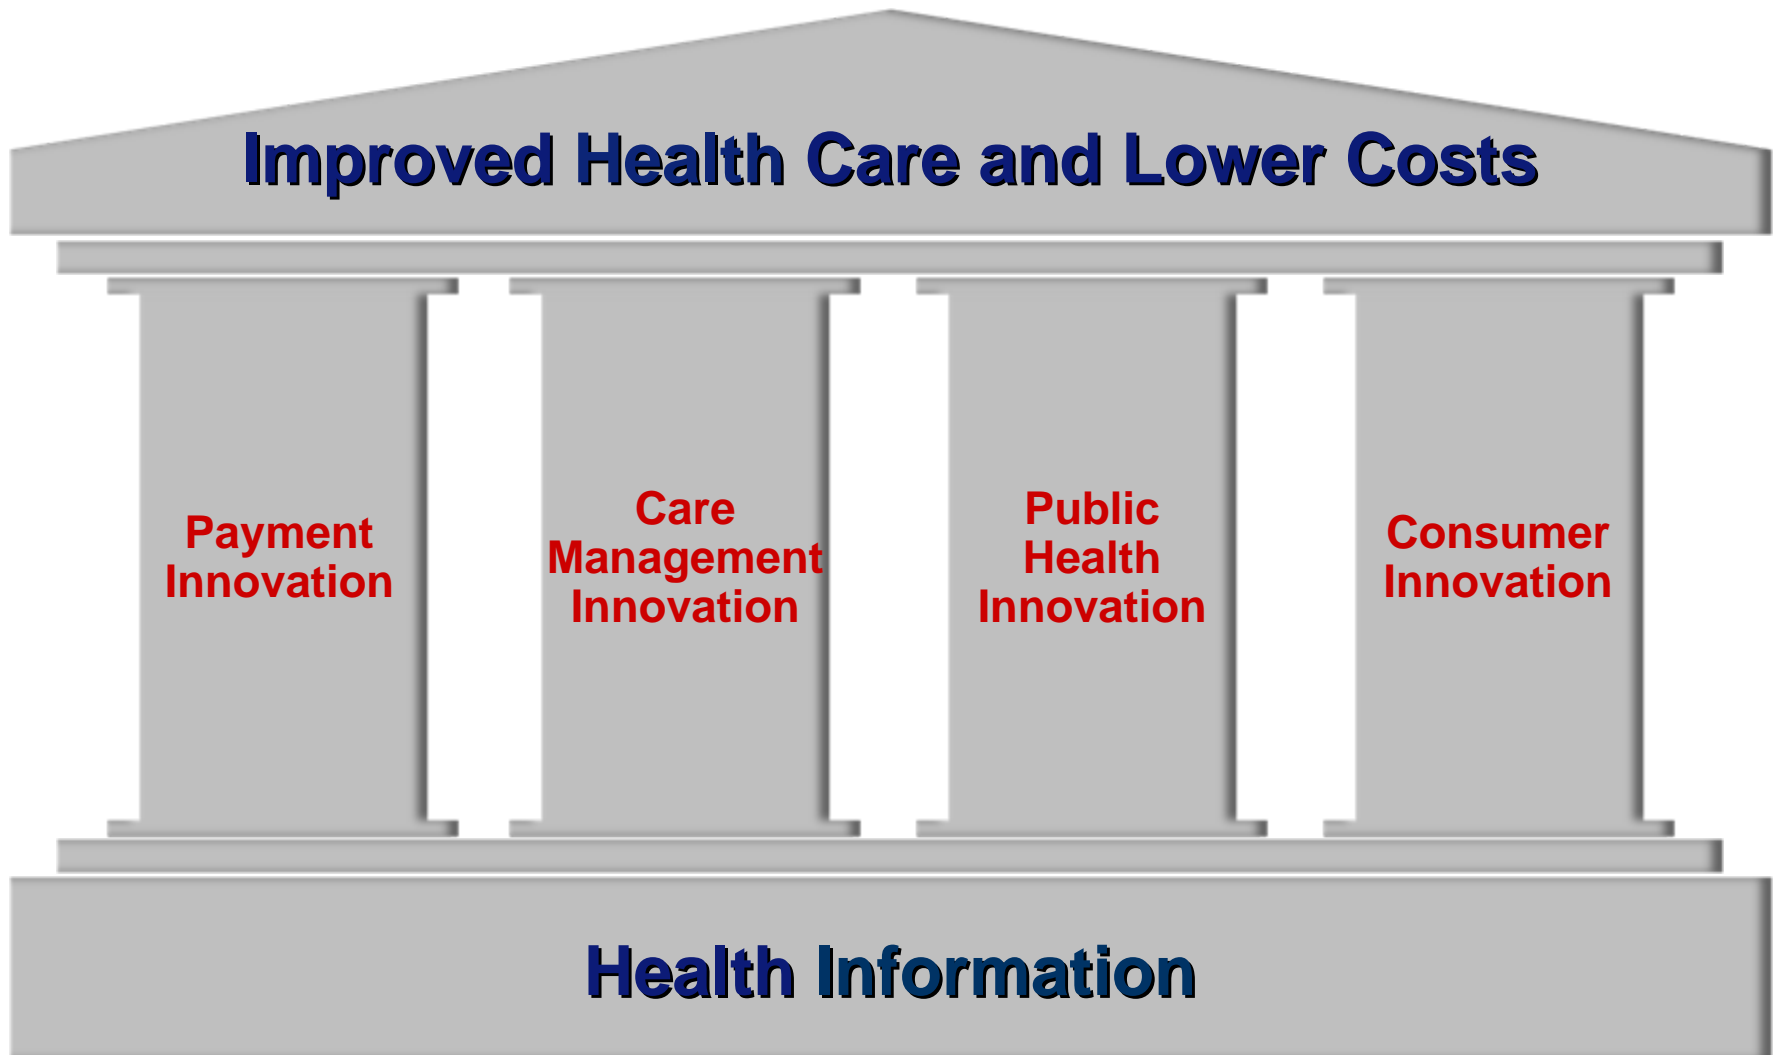 Improved Health Care and Lower Costs
Payment
Innovation
Care
Management
Innovation
Public
Health
Innovation
Consumer
Innovation
Health Information